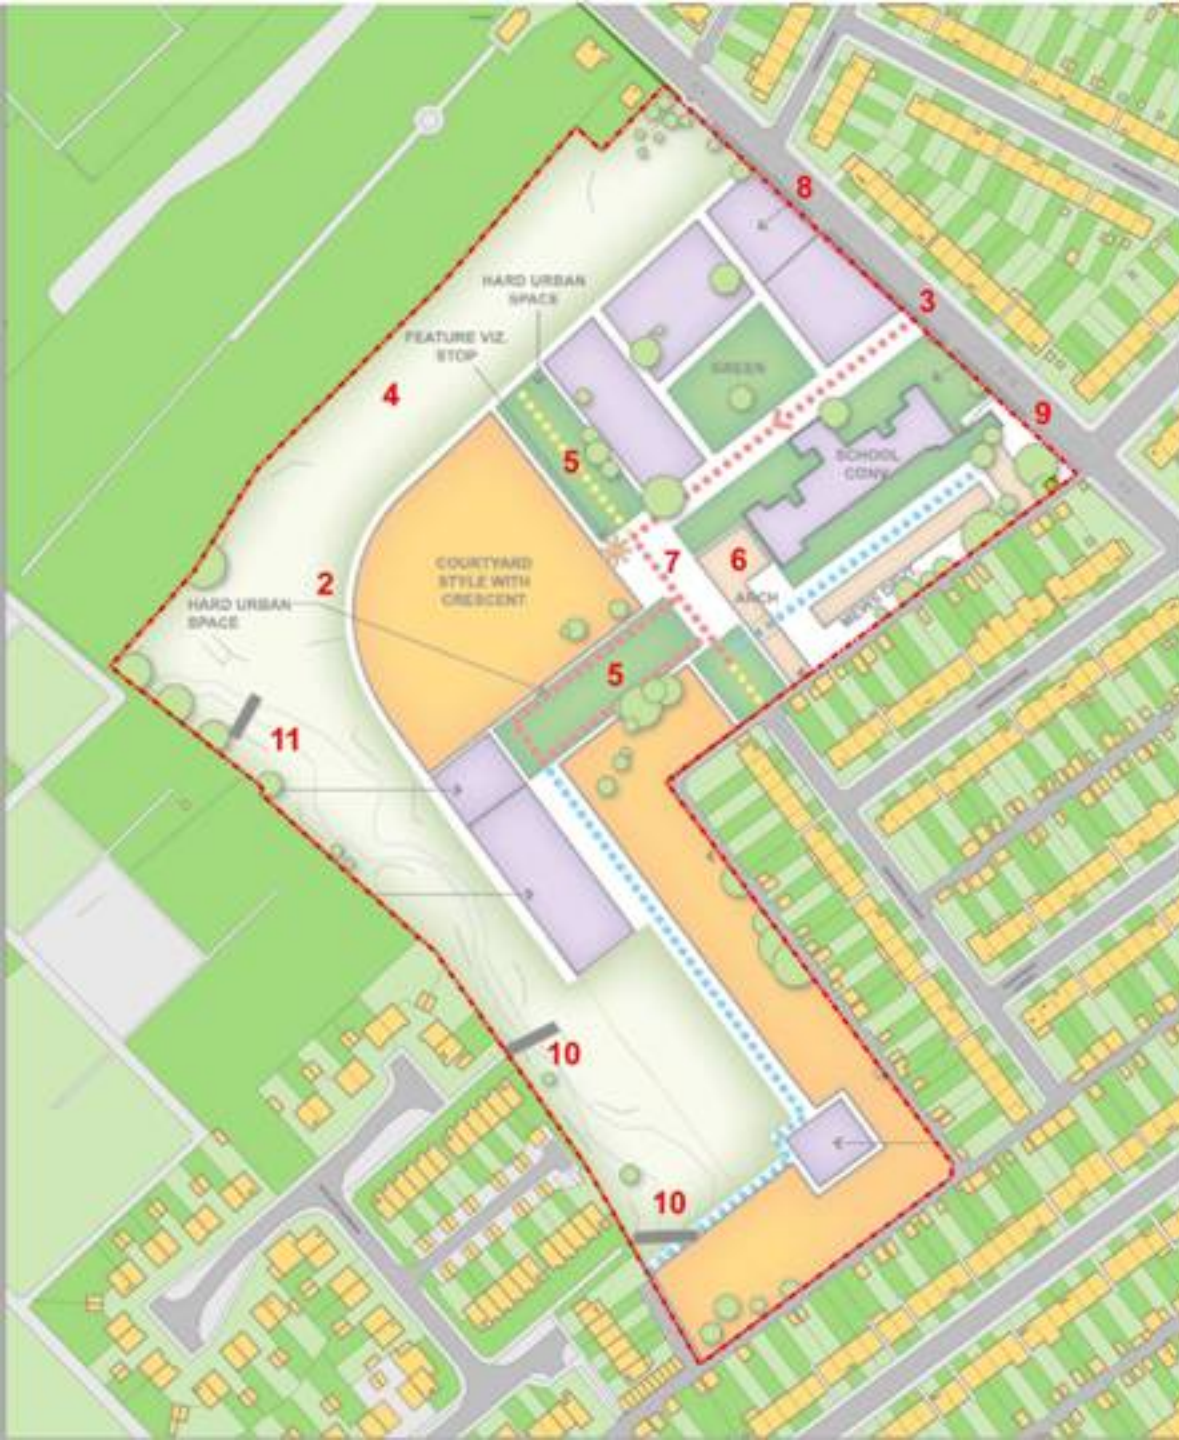 8
3
HARD URBAN
SPACE
FEATURE VIZ.
STOP
4
GREEN
9
5
SCHOOL
CONV.
COURTYARD
STYLE WITH
CRESCENT
7
6
2
HARD URBAN
SPACE
ARCH
5
11
10
10